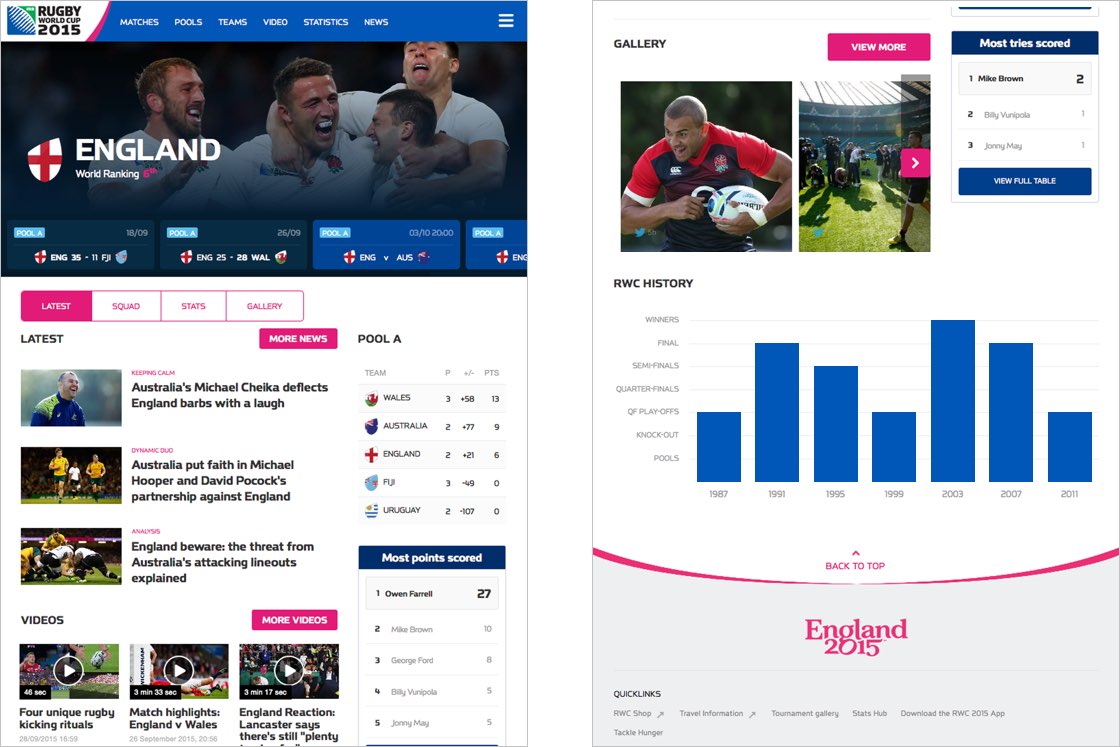 RUGBY
WORLD CUP
2015
MATCHES POOLS TEAMS VIDEO STATISTICS NEWS
ENGLAND
World Ranking 6th
POOL A 18/09
ENG 35 - 11 FIJI
POOL A 26/09
ENG 25 - 28 WAL
POOL A 03/10 20:00
ENG v AUS
POOL A
ENG
LATEST SQUAD STATS GALLERY
LATEST
MORE NEWS
KEEPING CALM
Australia's Michael Cheika deflects
England barbs with a laugh
DYNAMIC DUO
Australia put faith in Michael
Hooper and David Pocock's
partnership against England
ANALYSIS
England beware: the threat from
Australia's attacking lineouts
explained
VIDEOS
MORE VIDEOS
46 sec
Four unique rugby
kicking rituals
28/09/2015 16:59
3 min 33 sec
Match highlights:
England v Wales
26 September 2015, 20:56
3 min 17 sec
England Reaction:
Lancaster says
there's still "plenty
POOL A
TEAM P +/- PTS
WALES 3 +58 13
AUSTRALIA 2 +77 9
ENGLAND 2 +21 6
FIJI 3 -49 0
URUGUAY 2 -107 0
Most points scored
1 Owen Farrell 27
2 Mike Brown 10
3 George Ford 8
4 Billy Vunipola 5
5 Jonny May 5
GALLERY
VIEW MORE
5h
Most tries scored
1 Mike Brown 2
2 Billy Vunipola 1
3 Jonny May 1
VIEW FULL TABLE
RWC HISTORY
WINNERS
FINAL
SEMI-FINALS
QUARTER-FINALS
QF PLAY-OFFS
KNOCK-OUT
POOLS
1987 1991 1995 1999 2003 2007 2011
BACK TO TOP
England
2015
QUICKLINKS
RWC Shop Travel Information Tournament gallery Stats Hub Download the RWC 2015 App
Tackle Hunger